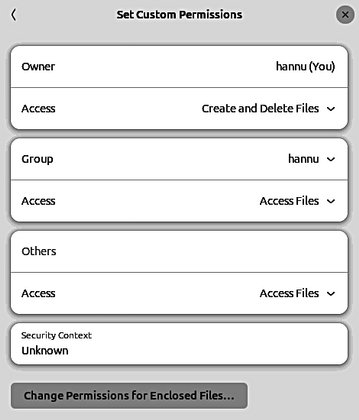 Set Custom Permissions
Owner hannu (You)
Access Create and Delete Files
Group hannu
Access Access Files
Others
Access Access Files
Security Context
Unknown
Change Permissions for Enclosed Files...